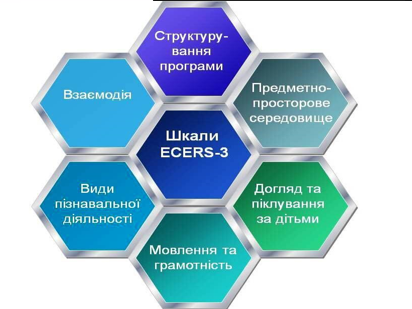 Структуру-
вання
програми
Взаємодія
Предметно-
просторове
середовище
Шкали
ECERS-3
Види
пізнавальної
діяльності
Догляд та
піклування
за дітьми
Мовлення та
грамотність